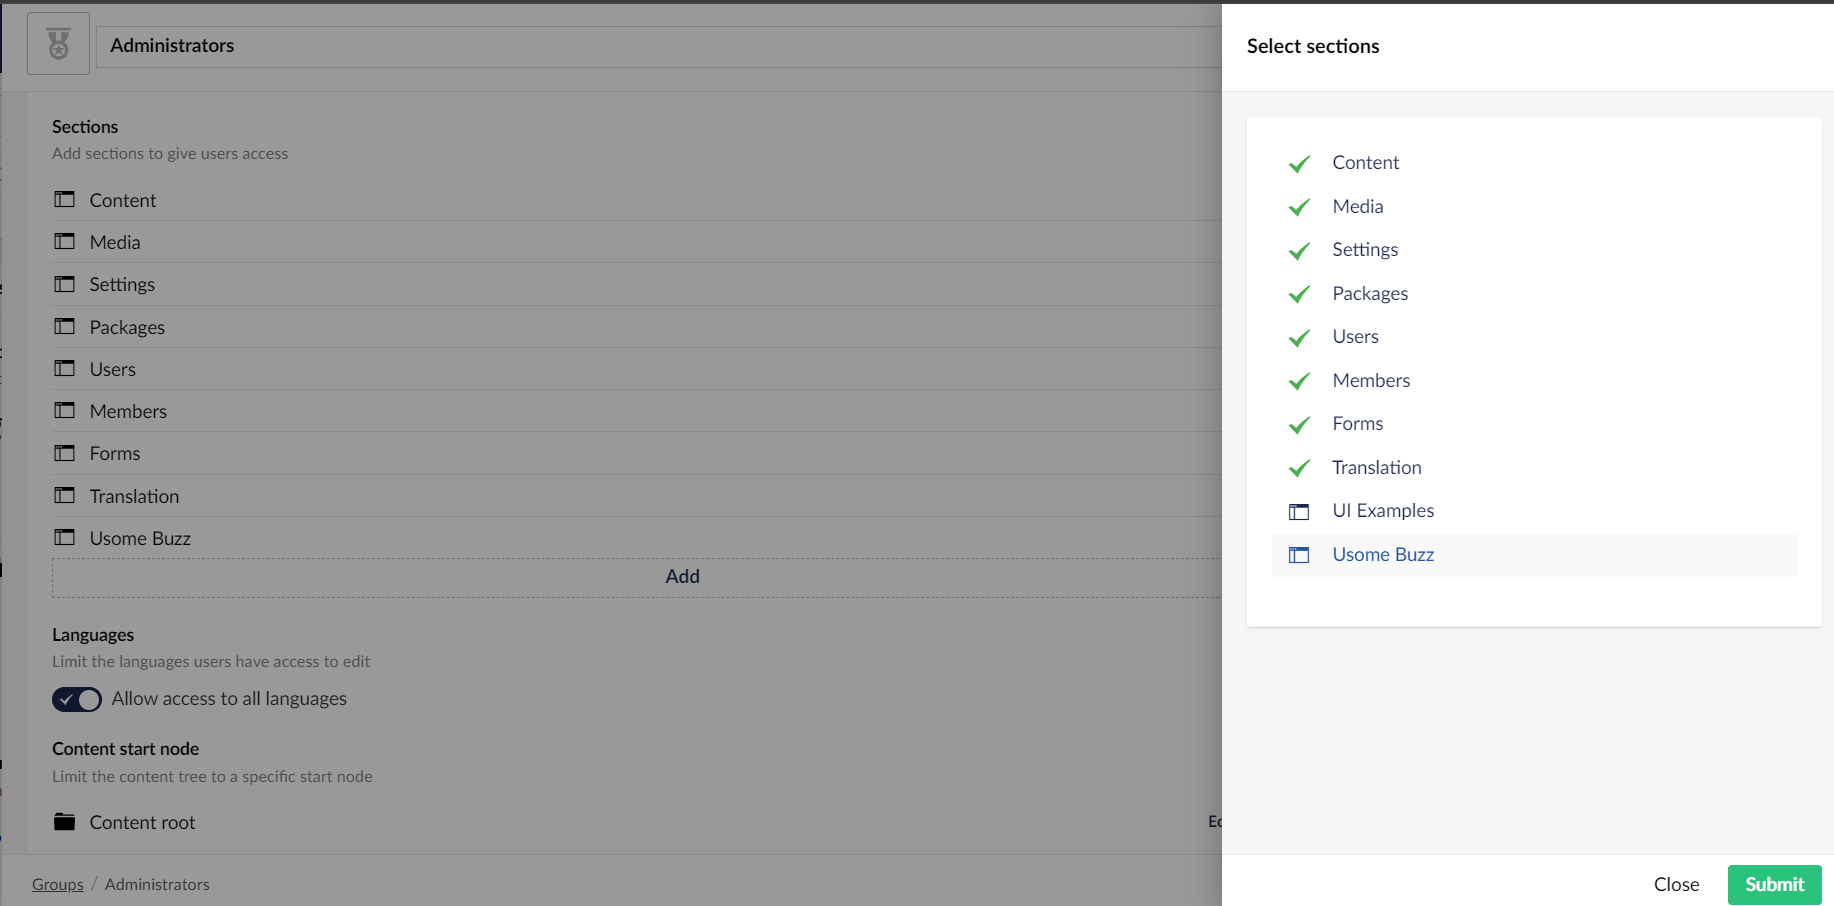 Administrators
Sections
Add sections to give users access
Content
Media
Settings
Packages
Users
Members
Forms
Translation
Usome Buzz
Add
Languages
Limit the languages users have access to edit
Allow access to all languages
Content start node
Limit the content tree to a specific start node
Content root
Groups / Administrators
Select sections
Content
Media
Settings
Packages
Users
Members
Forms
Translation
UI Examples
Usome Buzz
Close Submit